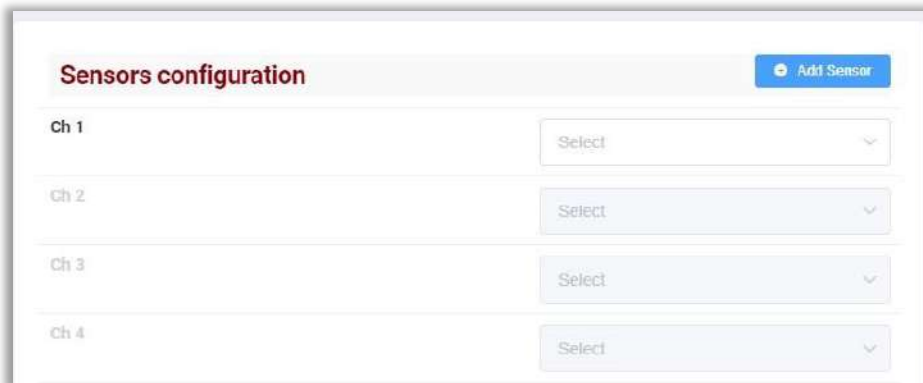 Sensors configuration
Add Sensor
Ch 1
Select
Ch 2
Select
Ch 3
Select
Ch 4
Select